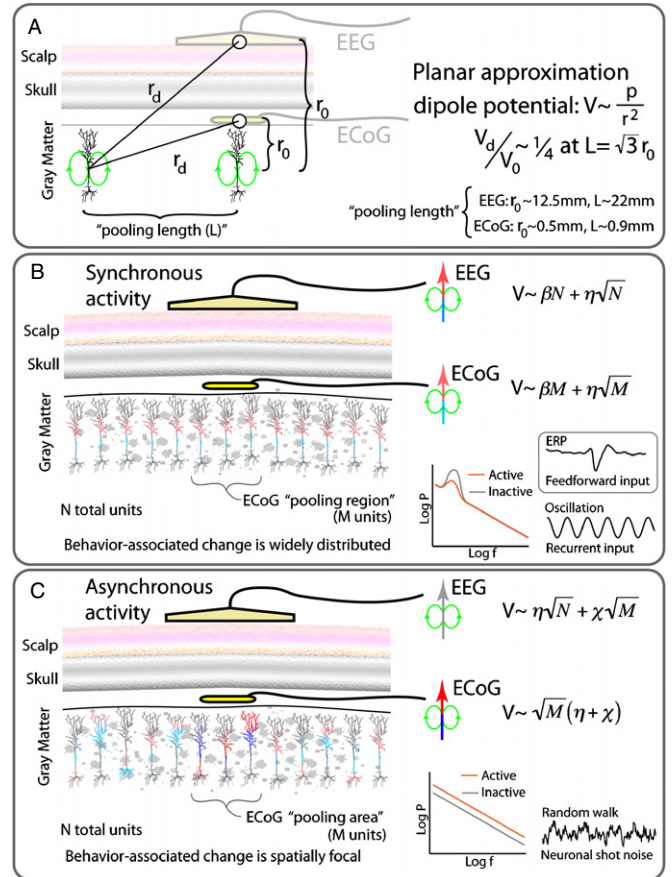 A
EEG
Scalp
Skull
Gray Matter
r_d
r_0
ECoG
r_d
r_0
"pooling length (L)"
Planar approximation
dipole potential: V~ p/r²
V_d/V_0 ~ 1/4 at L= √3 r_0
"pooling length"
EEG: r_0~12.5mm, L~22mm
ECoG: r_0~0.5mm, L~0.9mm
B
Synchronous
activity
Scalp
Skull
Gray Matter
EEG
V~ βN + η√N
ECoG
V~ βM + η√M
ECoG "pooling region"
(M units)
N total units
Behavior-associated change is widely distributed
Log P
Active
Inactive
Log f
ERP
Feedforward input
Oscillation
Recurrent input
C
Asynchronous
activity
Scalp
Skull
Gray Matter
EEG
V~ η√N + χ√M
ECoG
V~ √M(η + χ)
ECoG "pooling area"
(M units)
N total units
Behavior-associated change is spatially focal
Log P
Active
Inactive
Log f
Random walk
Neuronal shot noise